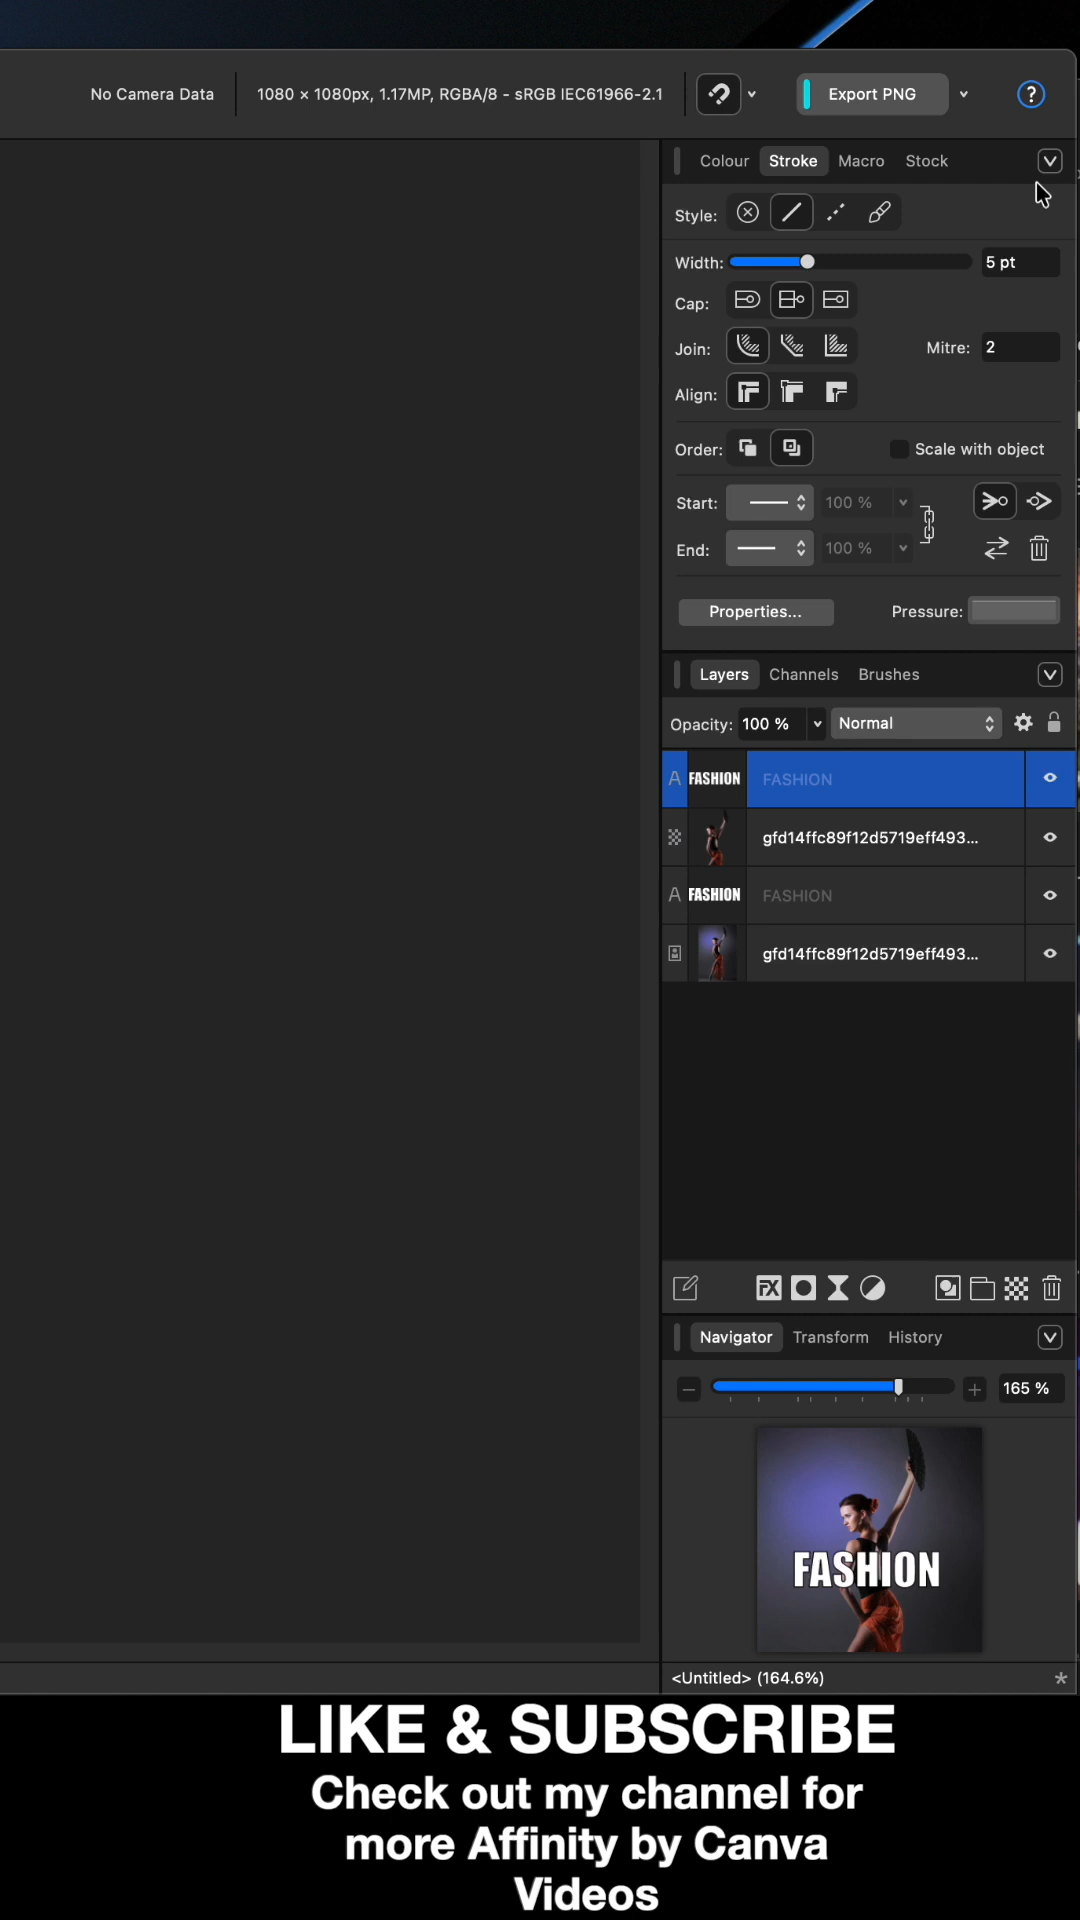 No Camera Data
1080 × 1080px, 1.17MP, RGBA/8 - sRGB IEC61966-2.1
Export PNG
?
Colour Stroke Macro Stock
Style:
Width: 5 pt
Cap:
Join: Mitre: 2
Align:
Order: Scale with object
Start: 100 %
End: 100 %
Properties... Pressure:
Layers Channels Brushes
Opacity: 100 % Normal
A FASHION FASHION
gfd14ffc89f12d5719eff493...
A FASHION FASHION
gfd14ffc89f12d5719eff493...
FX
Navigator Transform History
165 %
FASHION
<Untitled> (164.6%) *
LIKE & SUBSCRIBE
Check out my channel for
more Affinity by Canva
Videos